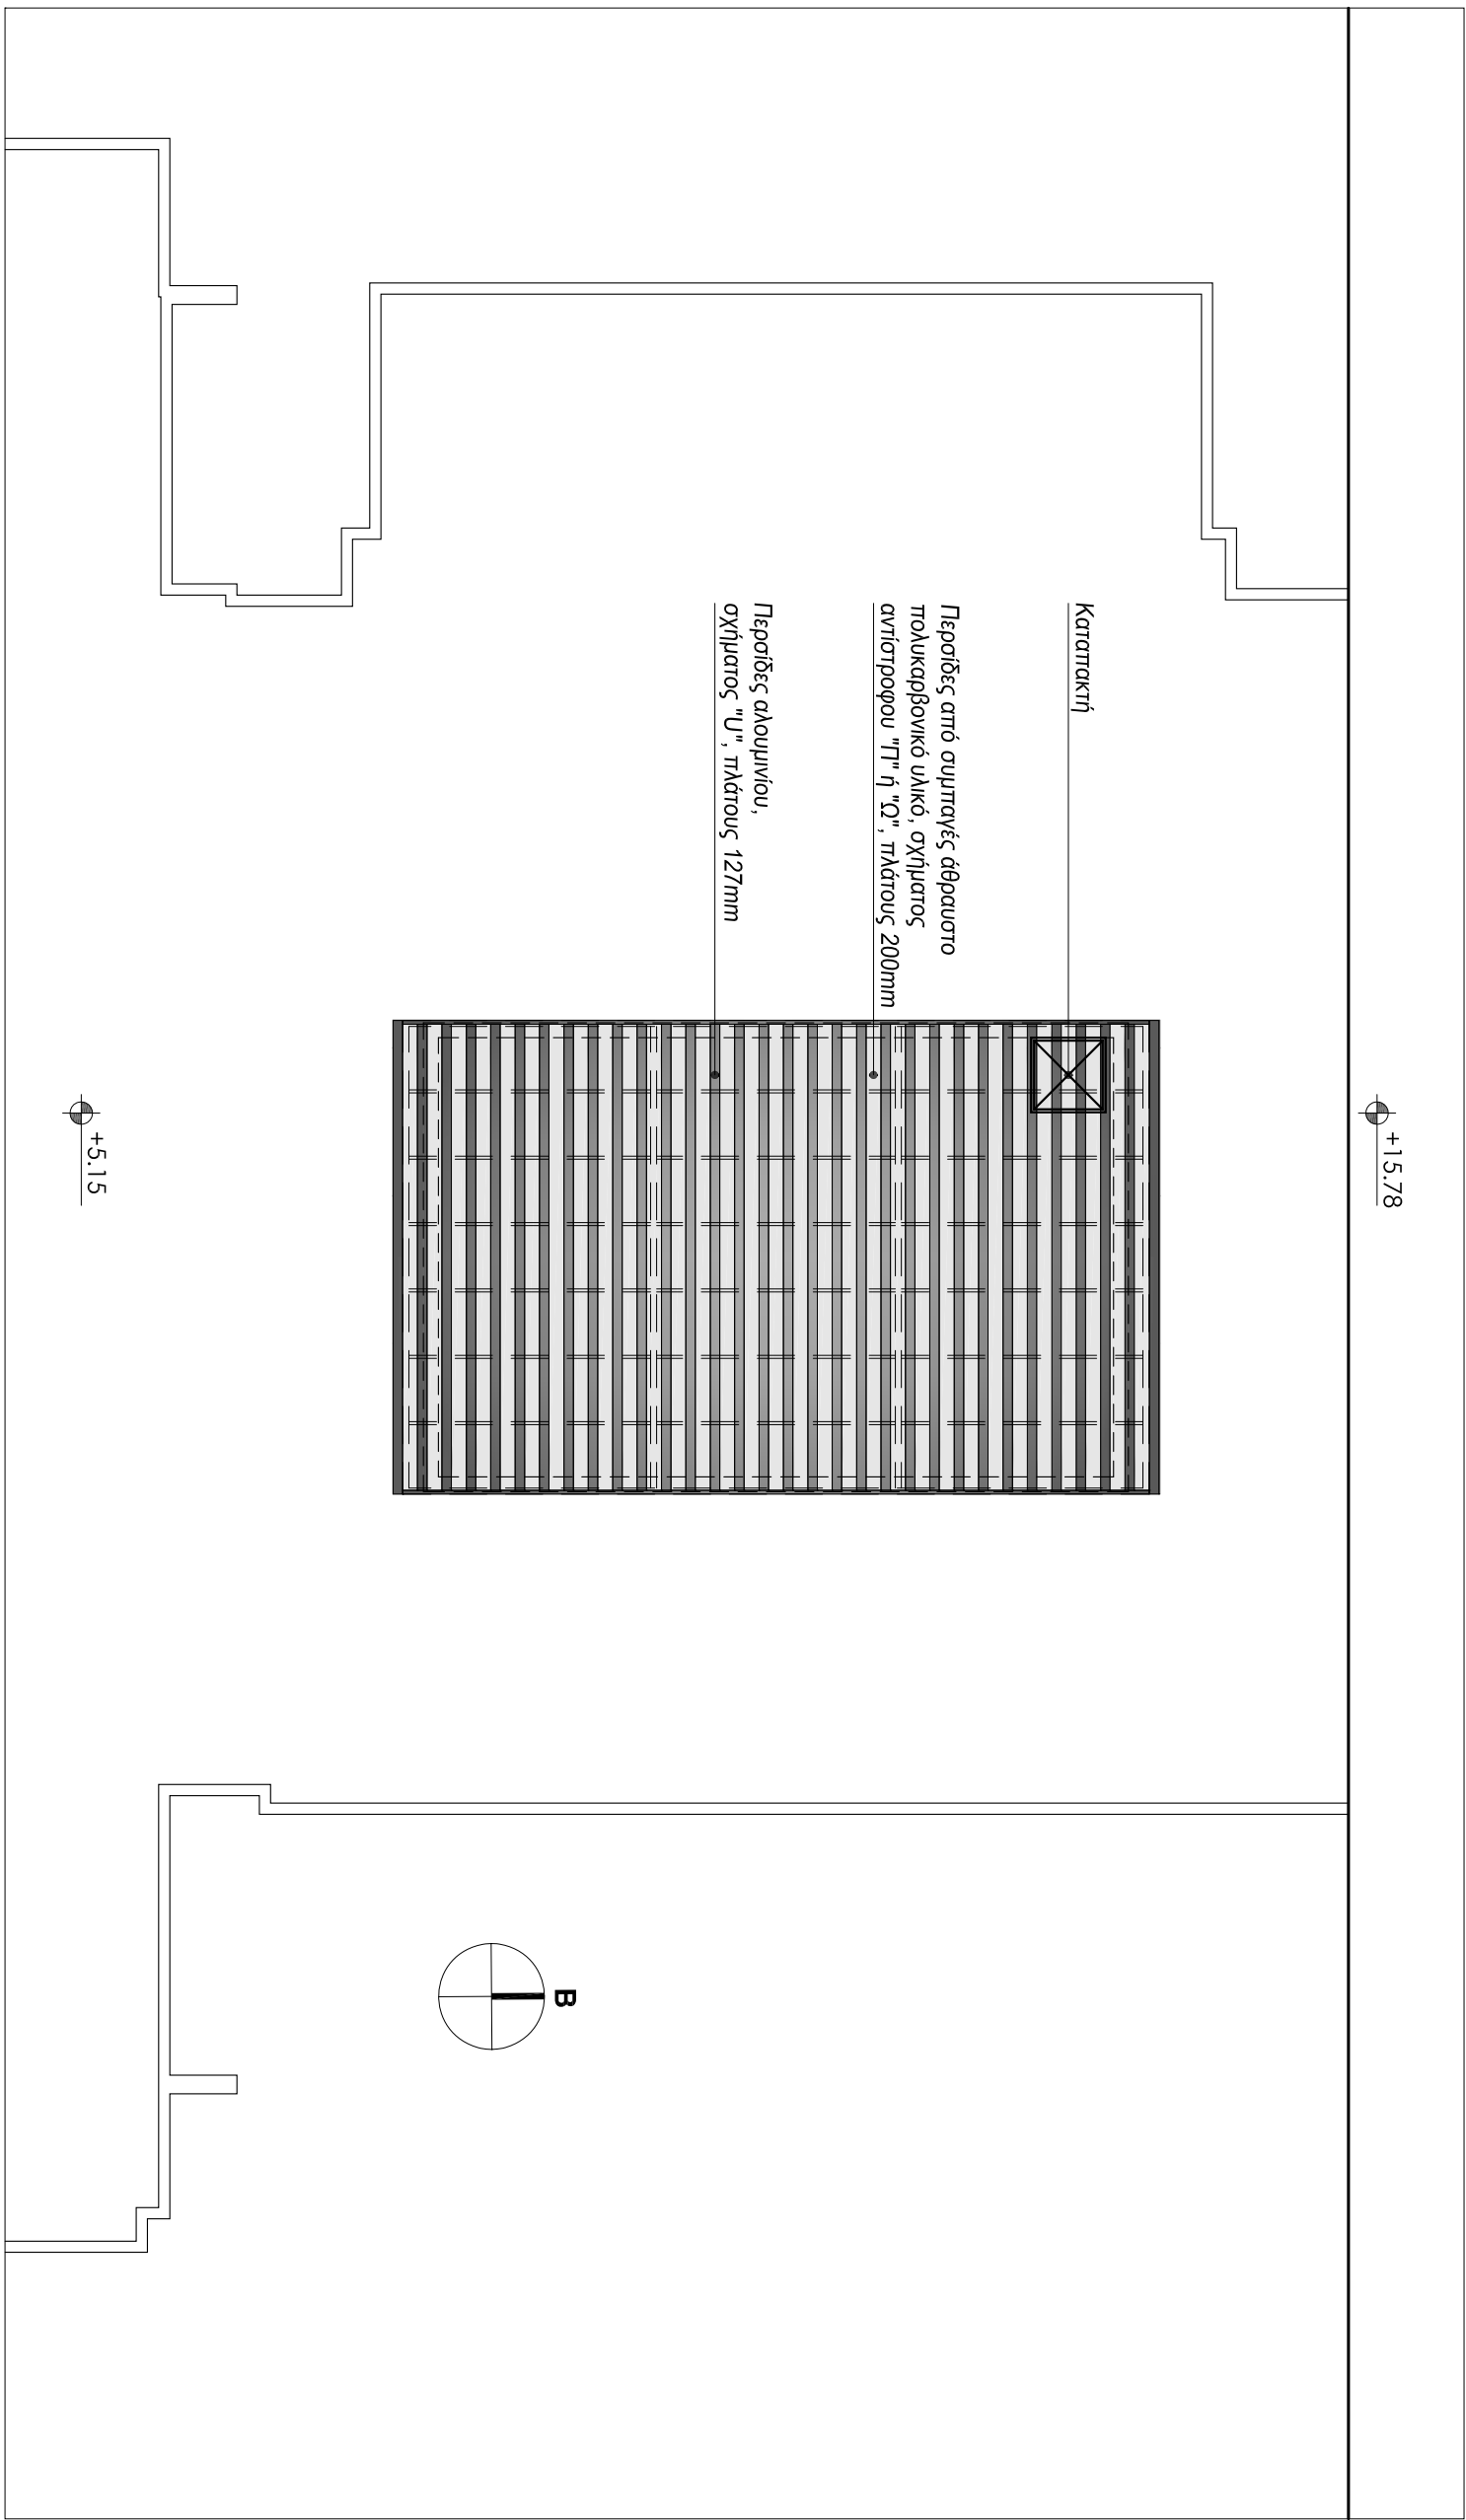 +15.78
Καταπακτή
Περσίδες από συμπαγές άθραυστο
πολυκαρβονικό υλικό, σχήματος
αντίστροφου "Π" ή "Ω", πλάτους 200mm
Περσίδες αλουμινίου,
σχήματος "U", πλάτους 127mm
B
+5.15